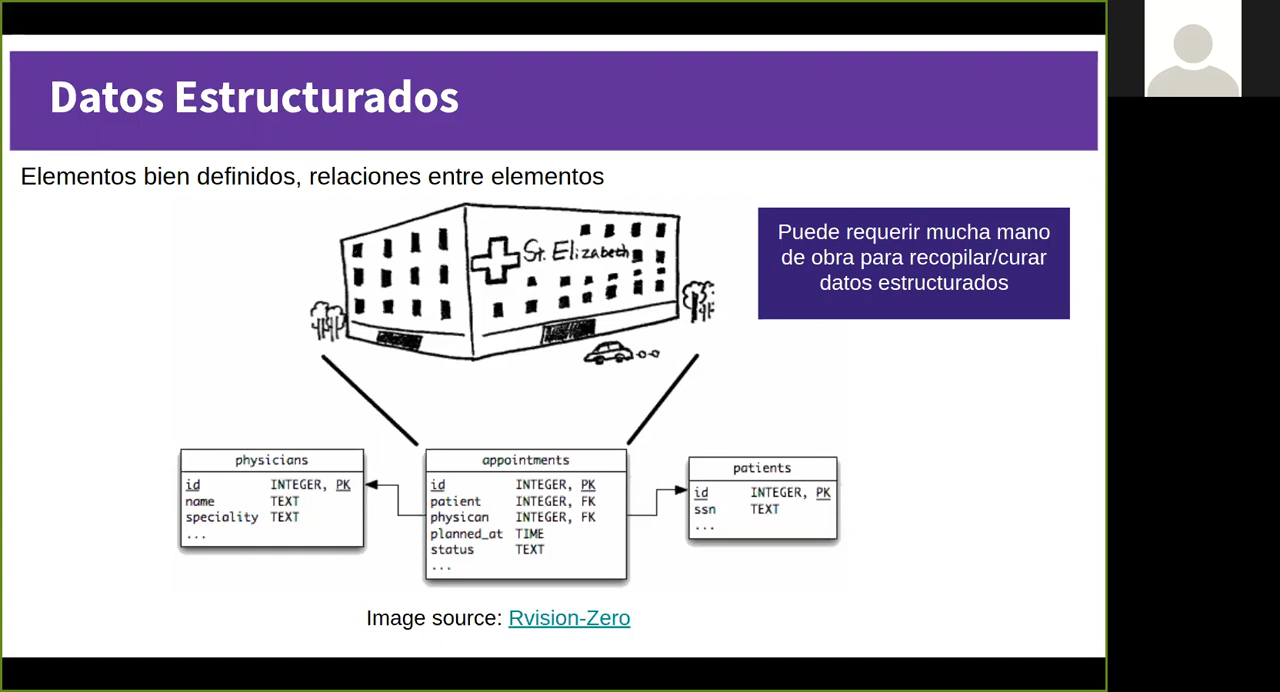 Datos Estructurados
Elementos bien definidos, relaciones entre elementos
St. Elizabeth
Puede requerir mucha mano
de obra para recopilar/curar
datos estructurados
physicians
id INTEGER, PK
name TEXT
speciality TEXT
...
appointments
id INTEGER, PK
patient INTEGER, FK
physican INTEGER, FK
planned_at TIME
status TEXT
...
patients
id INTEGER, PK
ssn TEXT
...
Image source: Rvision-Zero